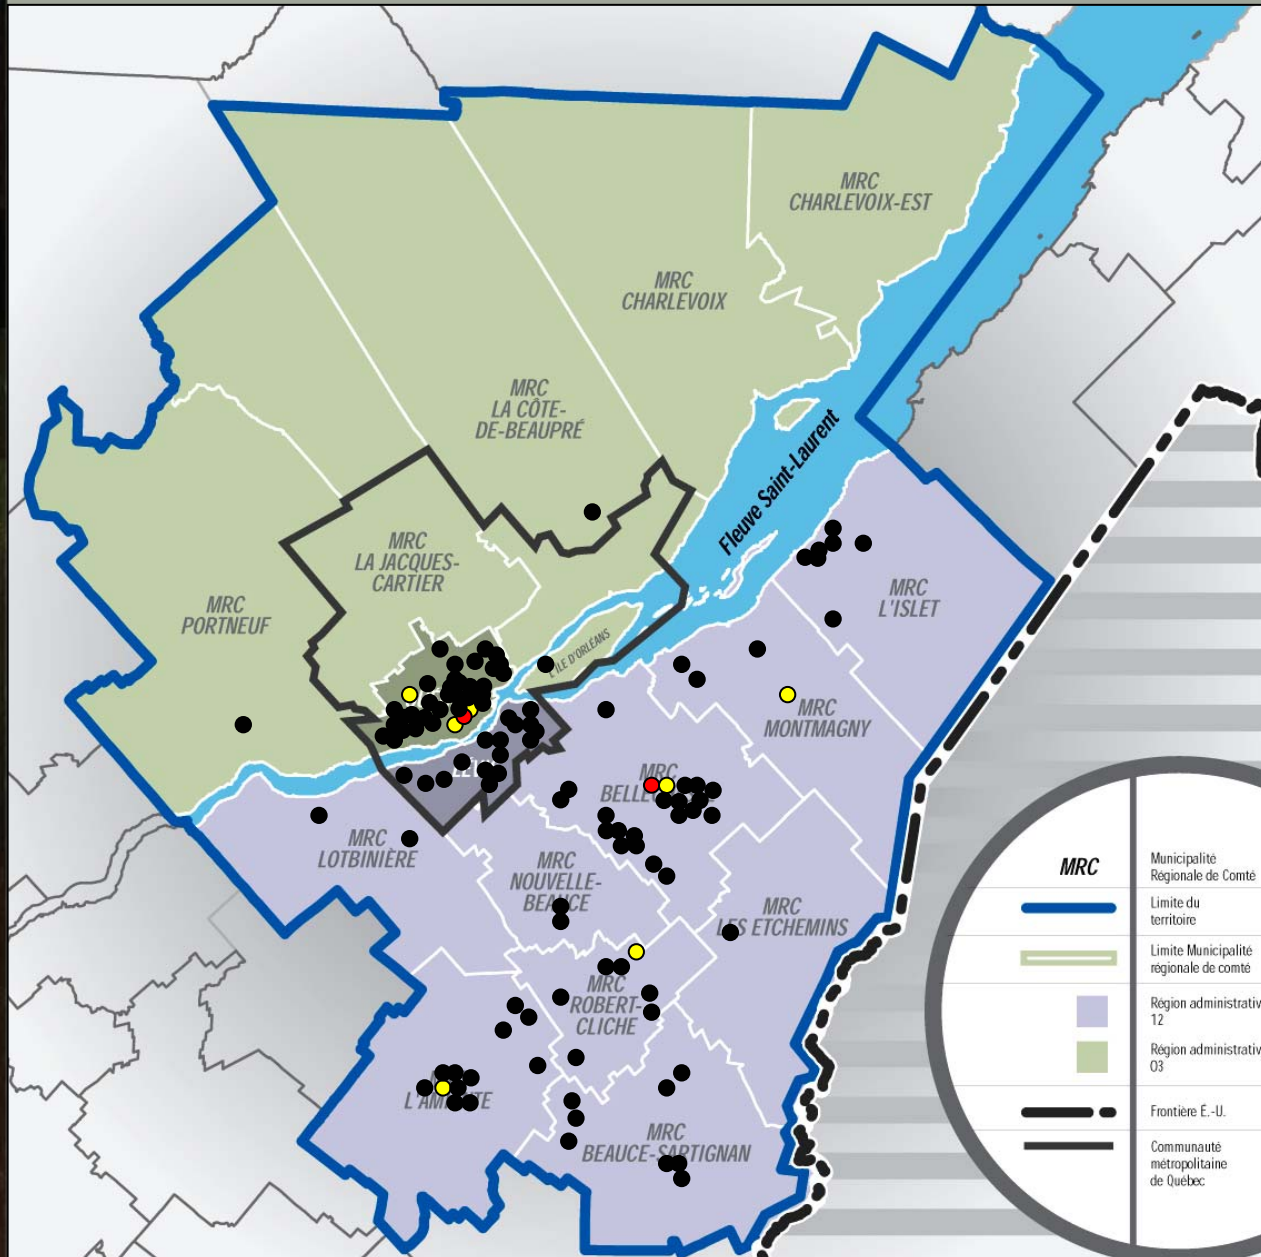 MRC
CHARLEVOIX-EST
MRC
CHARLEVOIX
MRC
LA CÔTE-
DE-BEAUPRÉ
Fleuve Saint-Laurent
MRC
LA JACQUES-
CARTIER
MRC
L'ISLET
MRC
PORTNEUF
L'ÎLE D'ORLÉANS
MRC
MONTMAGNY
MRC
MRC
LOTBINIÈRE
MRC
NOUVELLE-
BEAUCE
MRC
LES ETCHEMINS
MRC
ROBERT-
CLICHE
MRC
BEAUCE-SARTIGNAN
MRC
Municipalité
Régionale de Comté
Limite du
territoire
Limite Municipalité
régionale de comté
Région administrativ
12
Région administrativ
03
Frontière É.-U.
Communauté
métropolitaine
de Québec